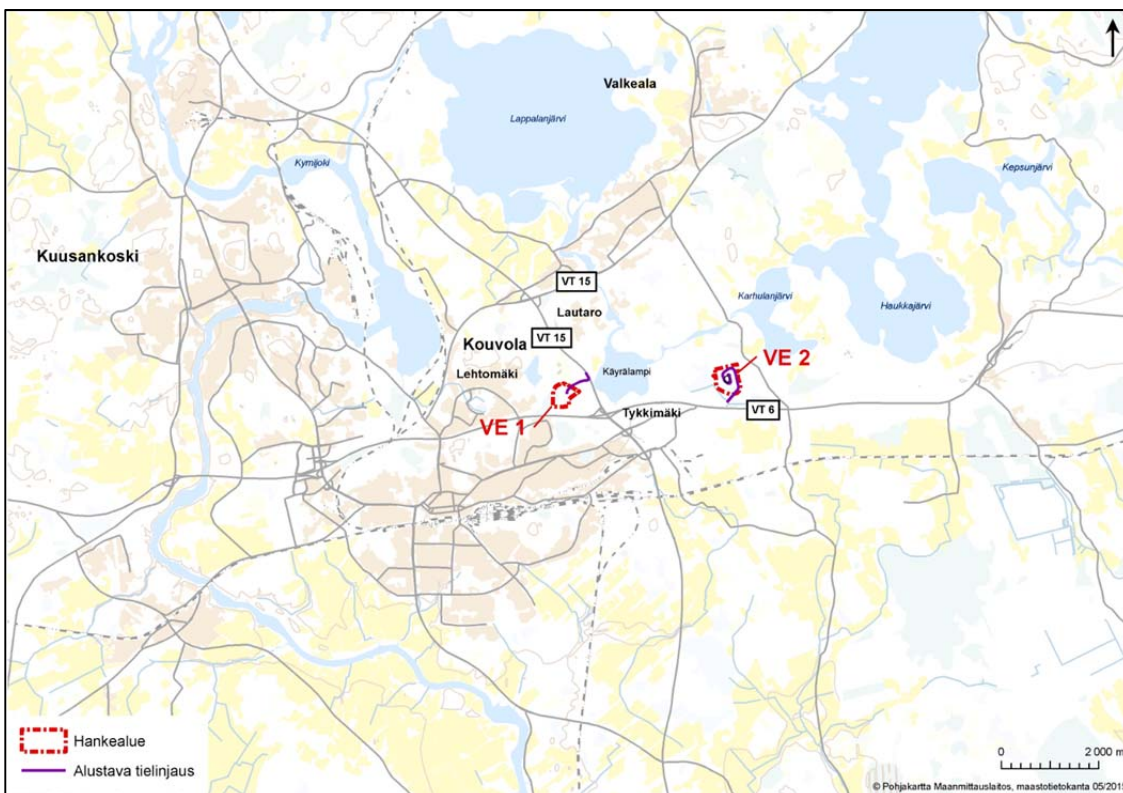 Valkeala
Lappalanjärvi
Kymijoki
Kepsunjärvi
Kuusankoski
VT 15
Karhulanjärvi
Haukkajärvi
Lautaro
VT 15
Kouvola
VE 2
Lehtomäki
Käyrälampi
VT 6
Tykkimäki
VE 1
Hankealue
Alustava tielinjaus
0 2 000 m
© Pohjakartta Maanmittauslaitos, maastotietokanta 05/2015